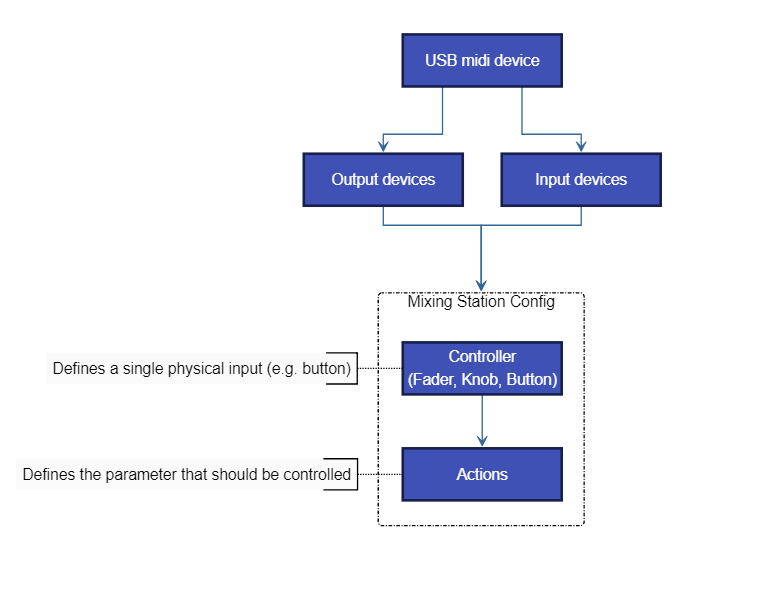 USB midi device
Output devices
Input devices
Mixing Station Config
Defines a single physical input (e.g. button)
Controller
(Fader, Knob, Button)
Defines the parameter that should be controlled
Actions